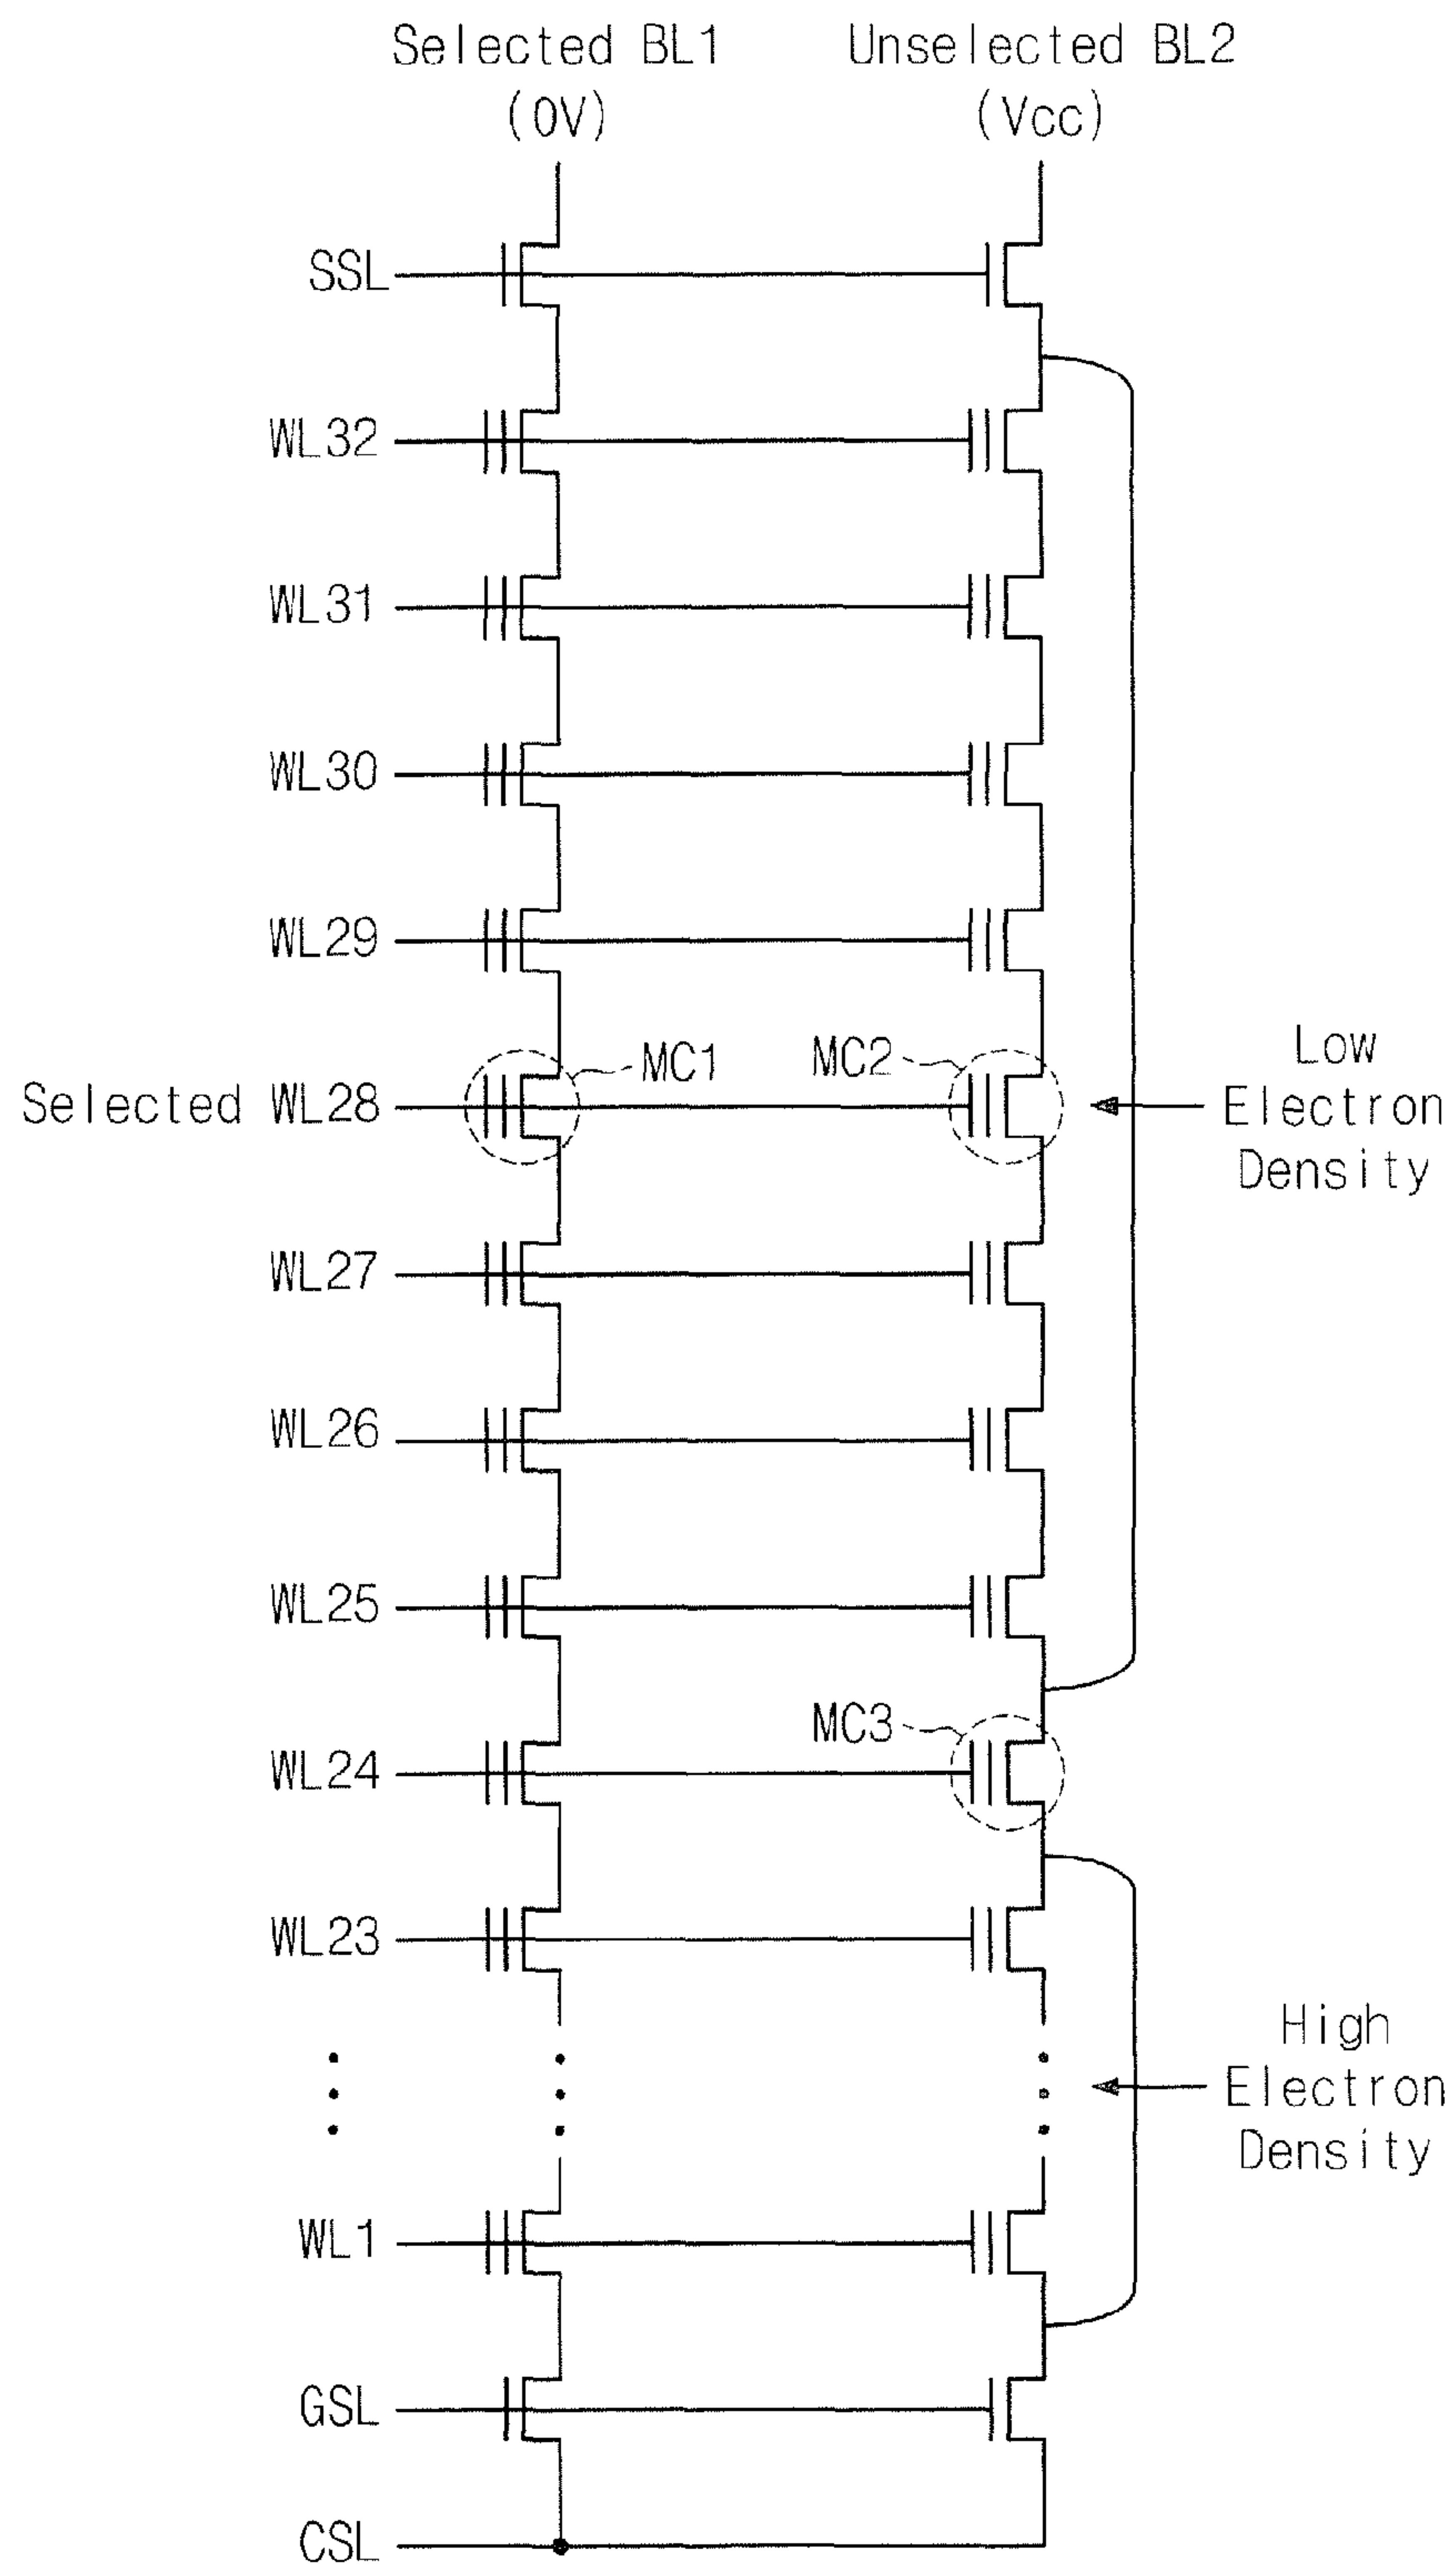 Selected BL1
(0V)
Unselected BL2
(Vcc)
SSL
WL32
WL31
WL30
WL29
Selected WL28
MC1
MC2
Low
Electron
Density
WL27
WL26
WL25
MC3
WL24
WL23
High
Electron
Density
WL1
GSL
CSL